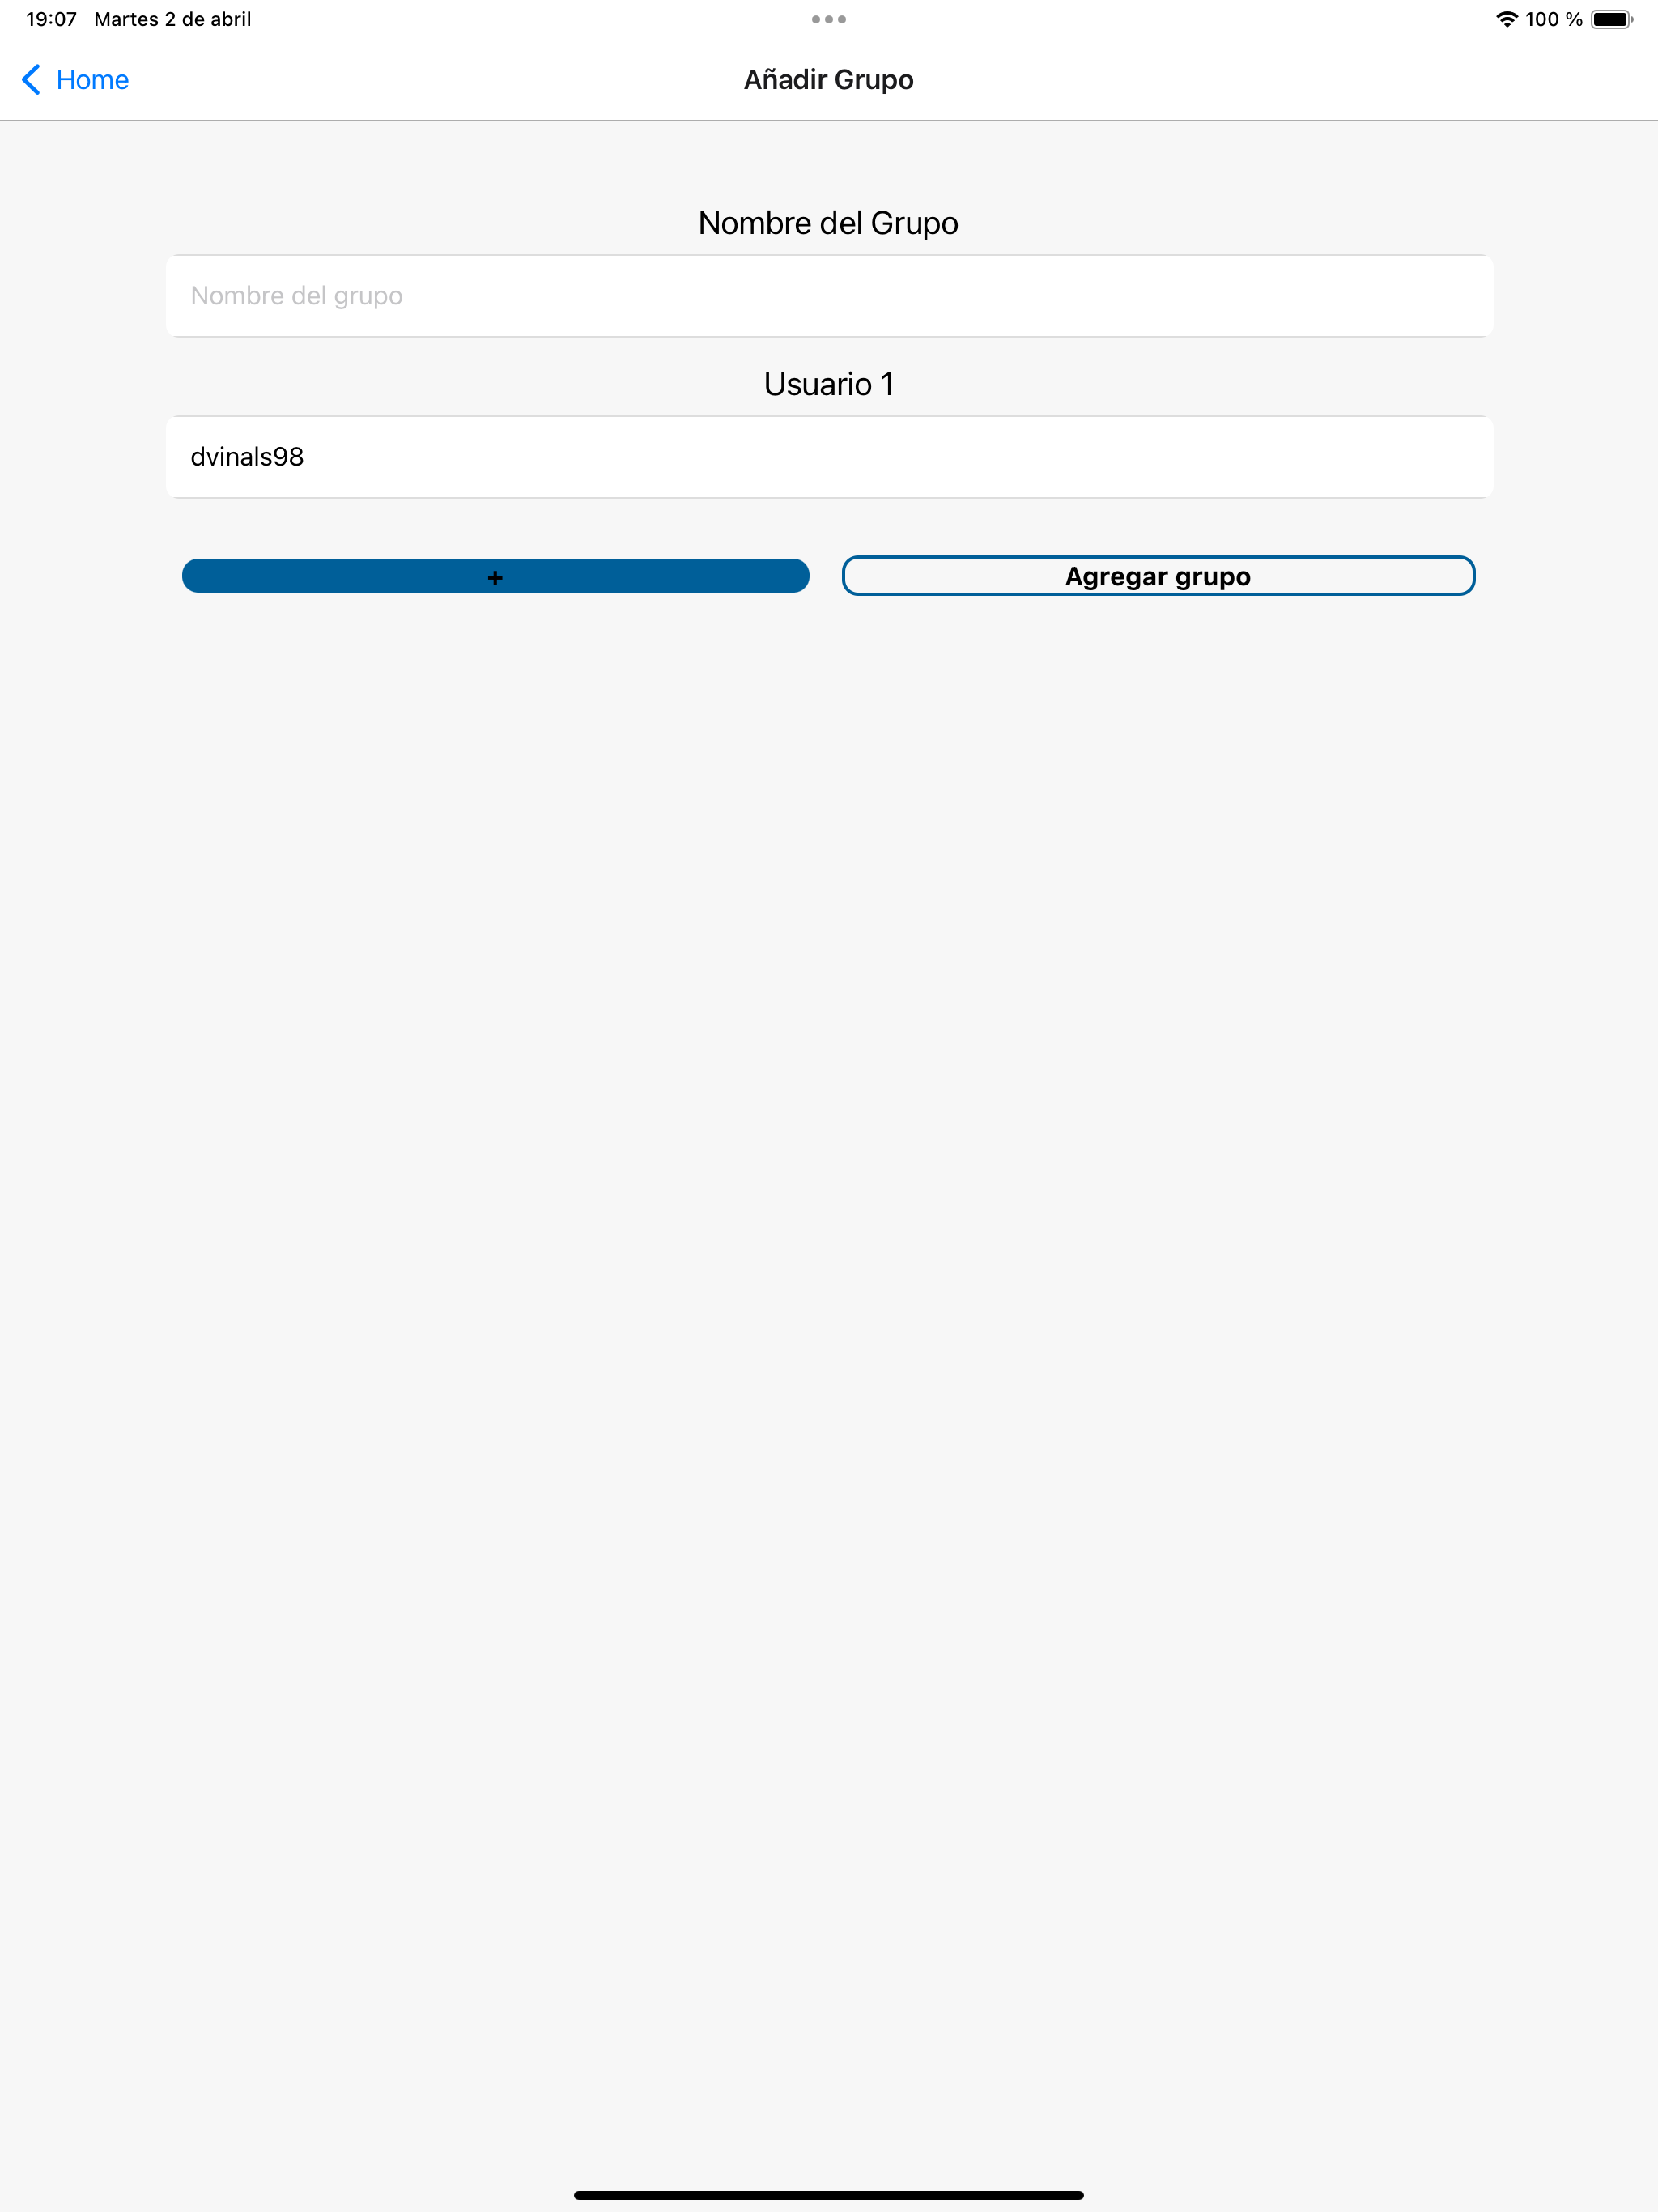 19:07 Martes 2 de abril
100 %
Home
Añadir Grupo
Nombre del Grupo
Nombre del grupo
Usuario 1
dvinals98
+
Agregar grupo